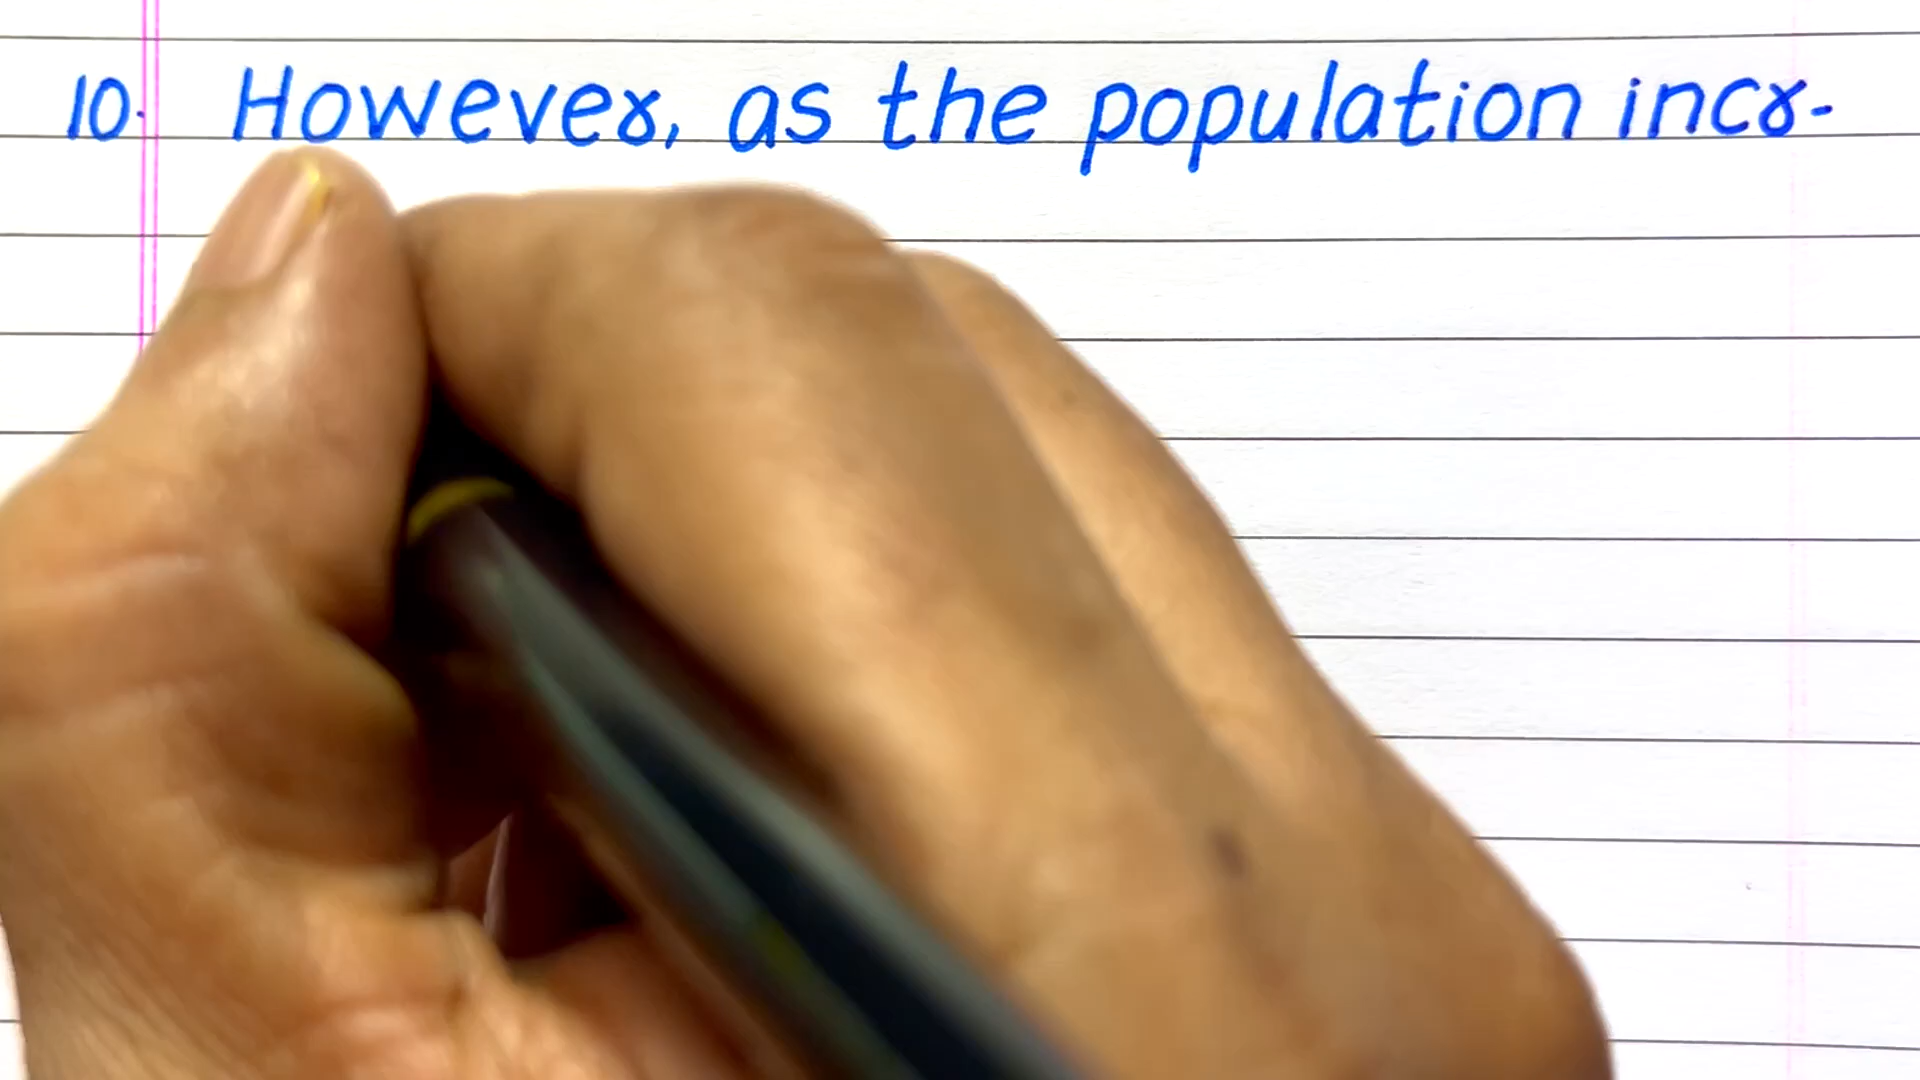 10. However, as the population incr-